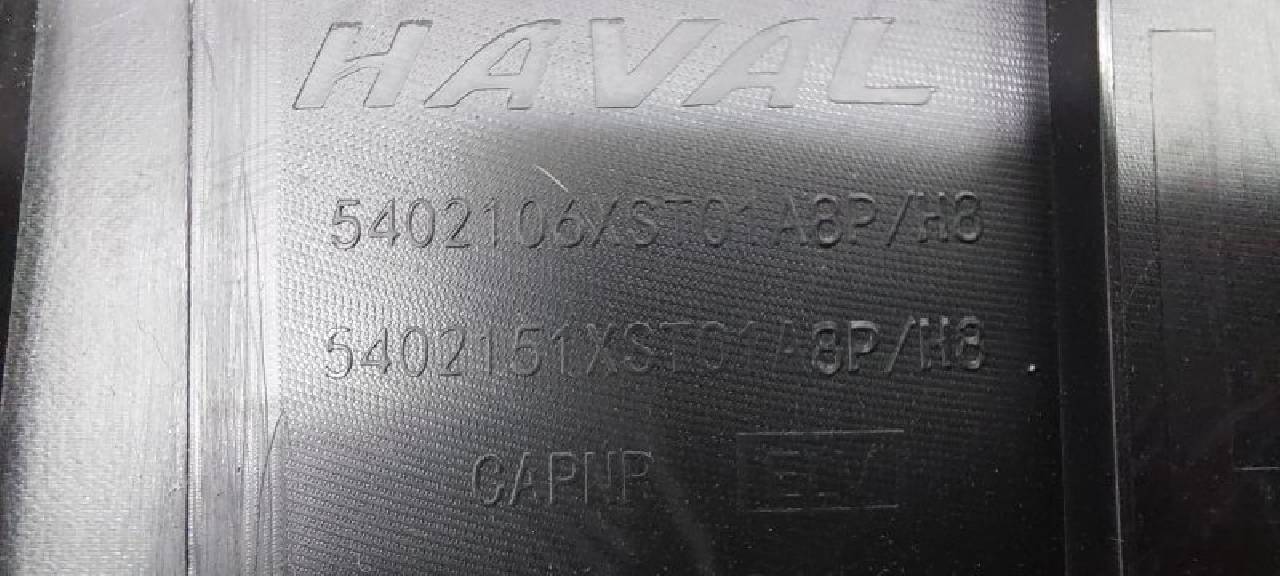 HAVAL
5402106XST01A8P/H8
5402151XST01A8P/H8
CAPNP